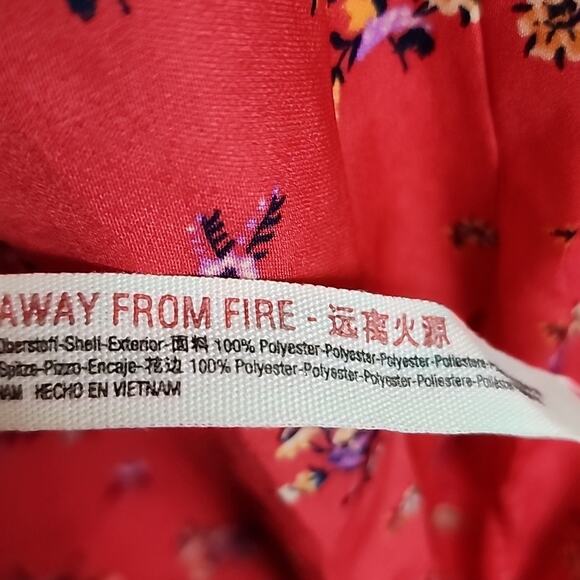 AWAY FROM FIRE - 远离火源
Oberstoff-Shell-Exterior-面料 100% Polyester-Polyester-Polyester-Poliestere-
Spitze-Pizzo-Encaje-花边 100% Polyester-Polyester-Polyester-Poliestere-
NAM HECHO EN VIETNAM